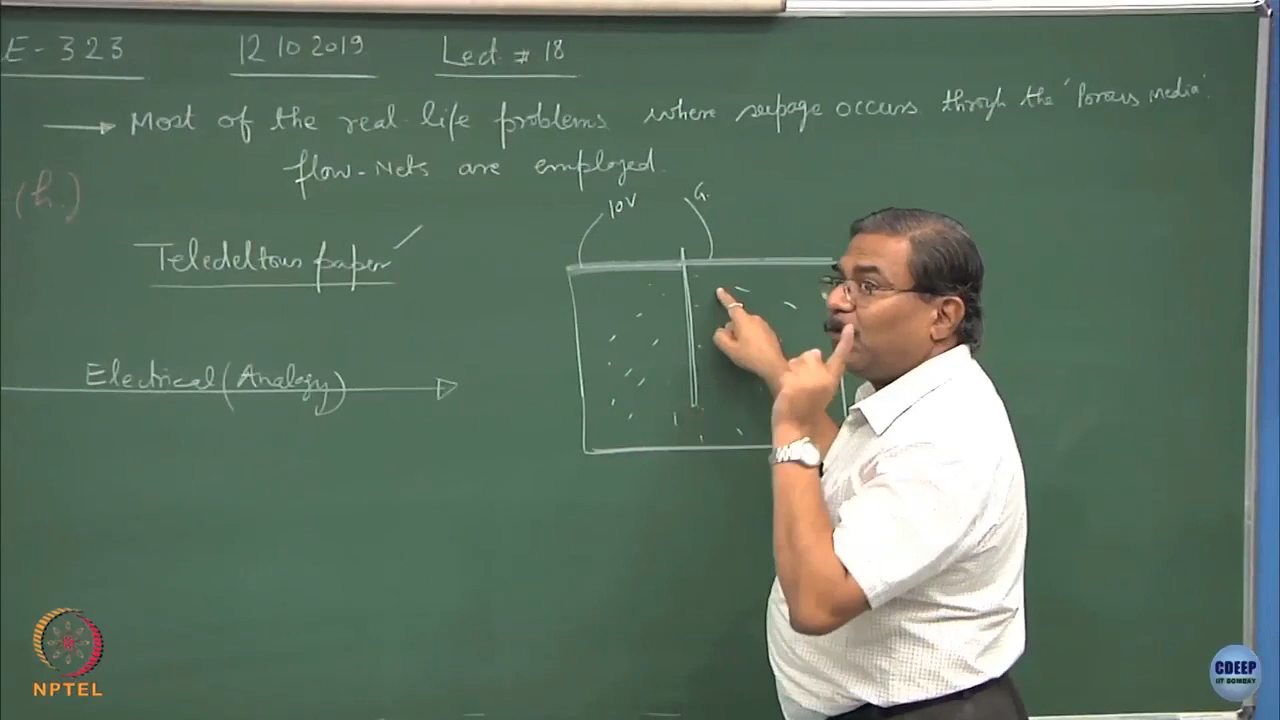 E-323 12 10 2019 Lect # 18
→ Most of the real life problems where seepage occurs through the 'Porous media'
flow-Nets are employed.
(h.)
10V G.
Teledeltous paper
Electrical (Analogy)
NPTEL
CDEEP
IIT BOMBAY